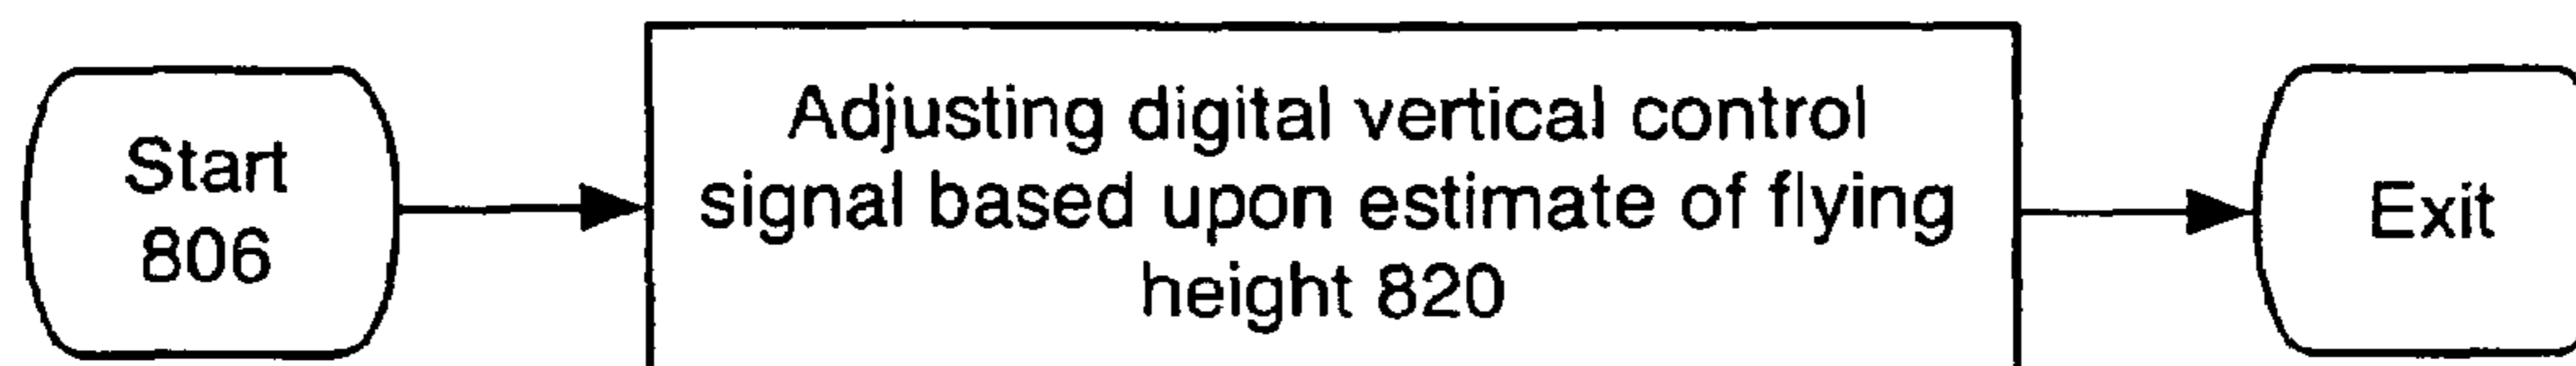 Start
806
Adjusting digital vertical control
signal based upon estimate of flying
height 820
Exit